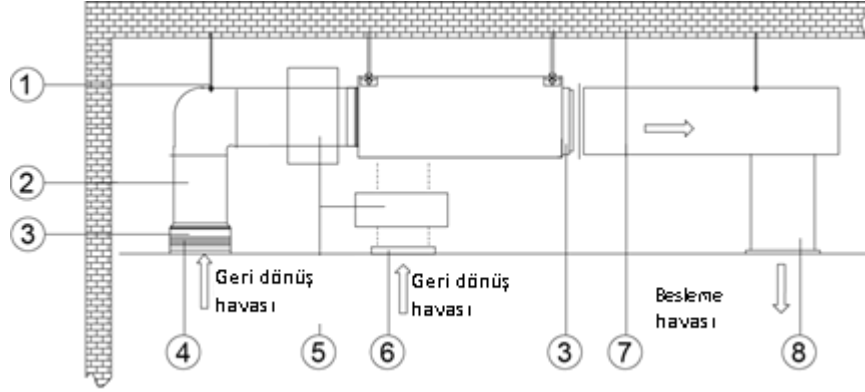 1
2
3
Geri dönüş
havası
Geri dönüş
havası
Besleme
havası
4
5
6
3
7
8